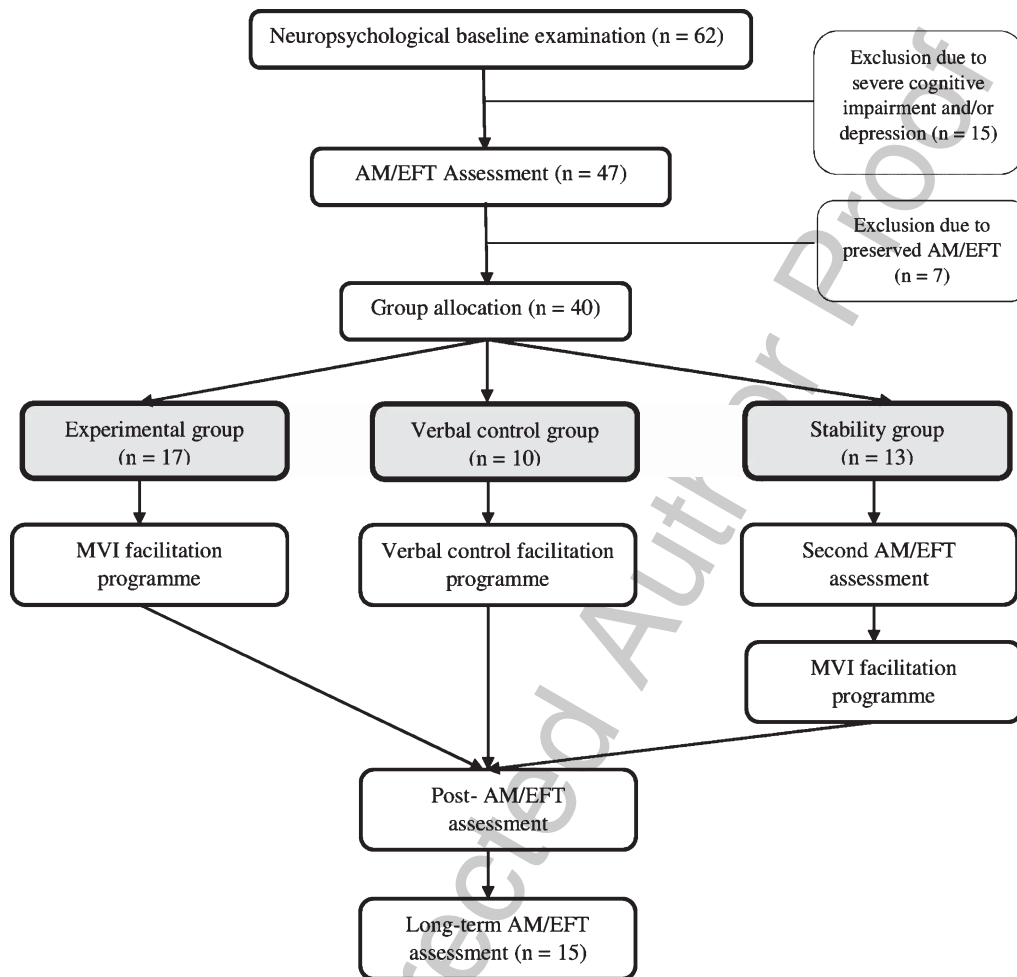 Neuropsychological baseline examination (n = 62)
Exclusion due to
severe cognitive
impairment and/or
depression (n = 15)
AM/EFT Assessment (n = 47)
Exclusion due to
preserved AM/EFT
(n = 7)
Group allocation (n = 40)
Experimental group
(n = 17)
Verbal control group
(n = 10)
Stability group
(n = 13)
MVI facilitation
programme
Verbal control facilitation
programme
Second AM/EFT
assessment
MVI facilitation
programme
Post- AM/EFT
assessment
Long-term AM/EFT
assessment (n = 15)
Proof